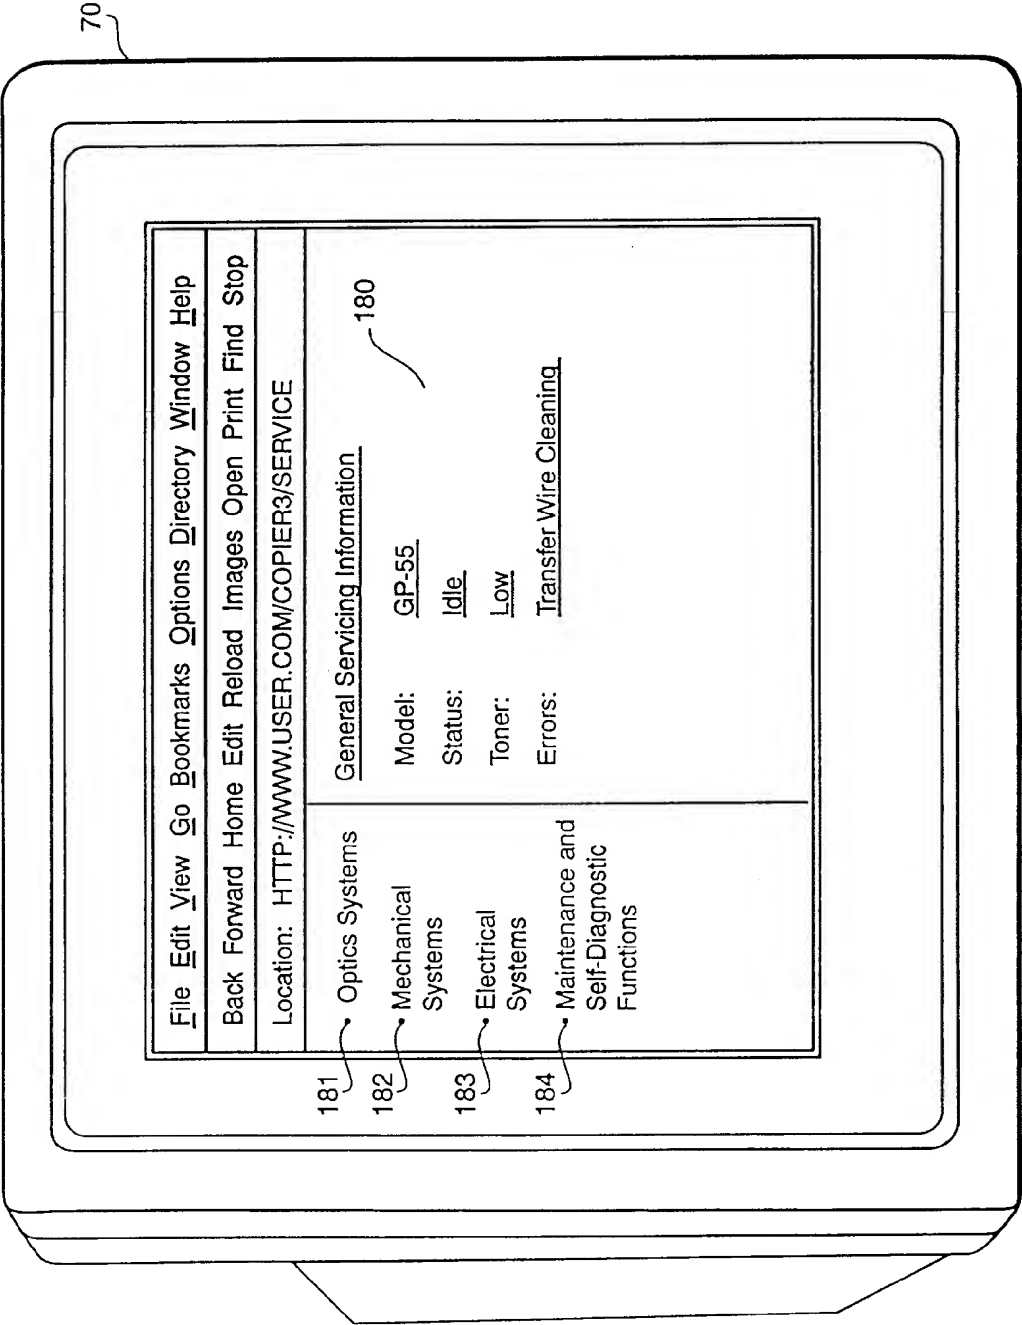 70
File Edit View Go Bookmarks Options Directory Window Help
Back Forward Home Edit Reload Images Open Print Find Stop
Location: HTTP://WWW.USER.COM/COPIER3/SERVICE
181
• Optics Systems
182
• Mechanical
Systems
183
• Electrical
Systems
184
• Maintenance and
Self-Diagnostic
Functions
General Servicing Information
180
Model: GP-55
Status: Idle
Toner: Low
Errors: Transfer Wire Cleaning